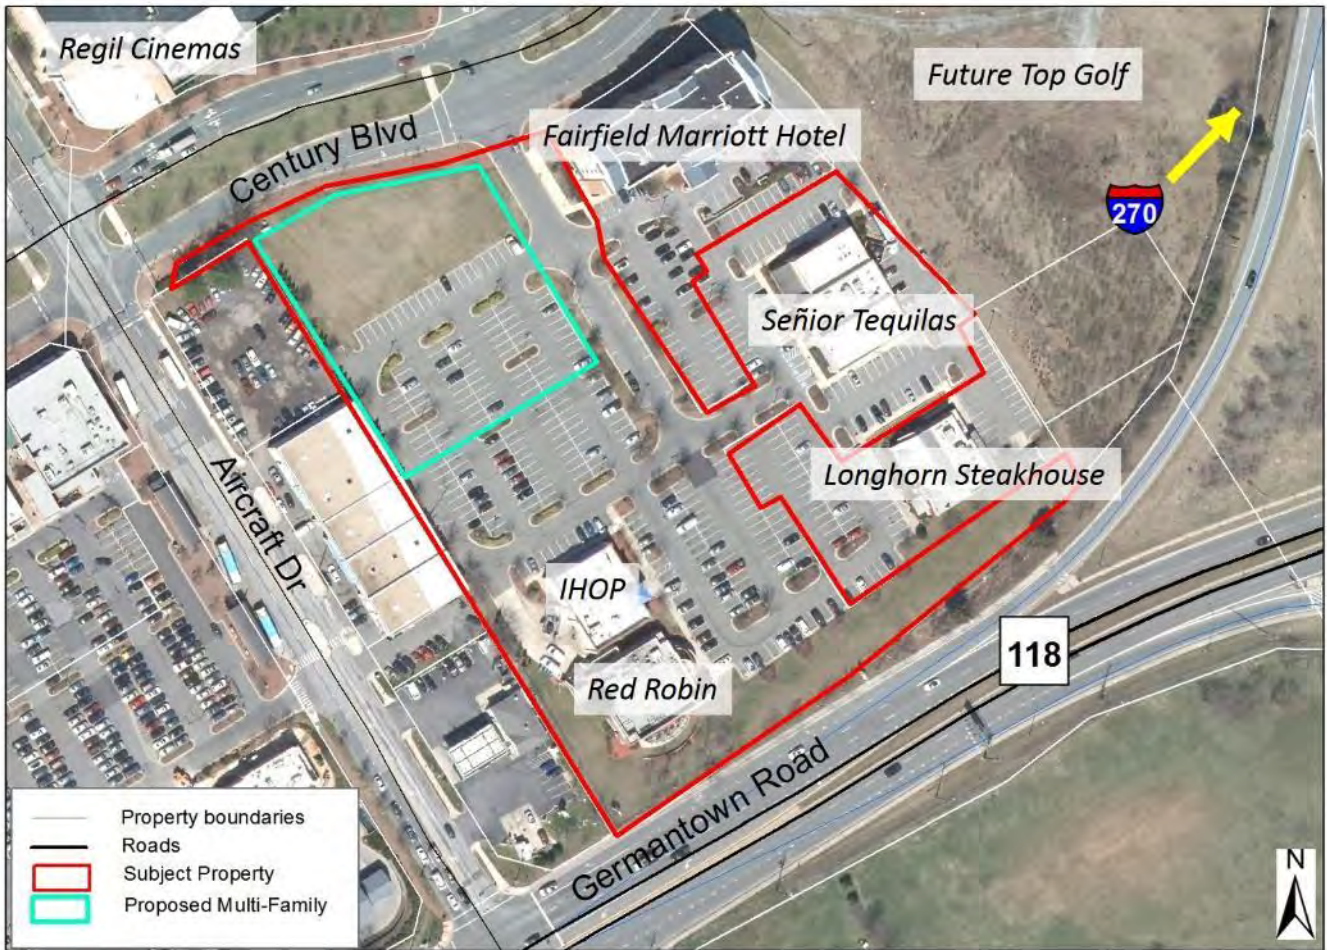 Regil Cinemas
Future Top Golf
Century Blvd
Fairfield Marriott Hotel
270
Señior Tequilas
Longhorn Steakhouse
Aircraft Dr
IHOP
Red Robin
118
Germantown Road
Property boundaries
Roads
Subject Property
Proposed Multi-Family
N